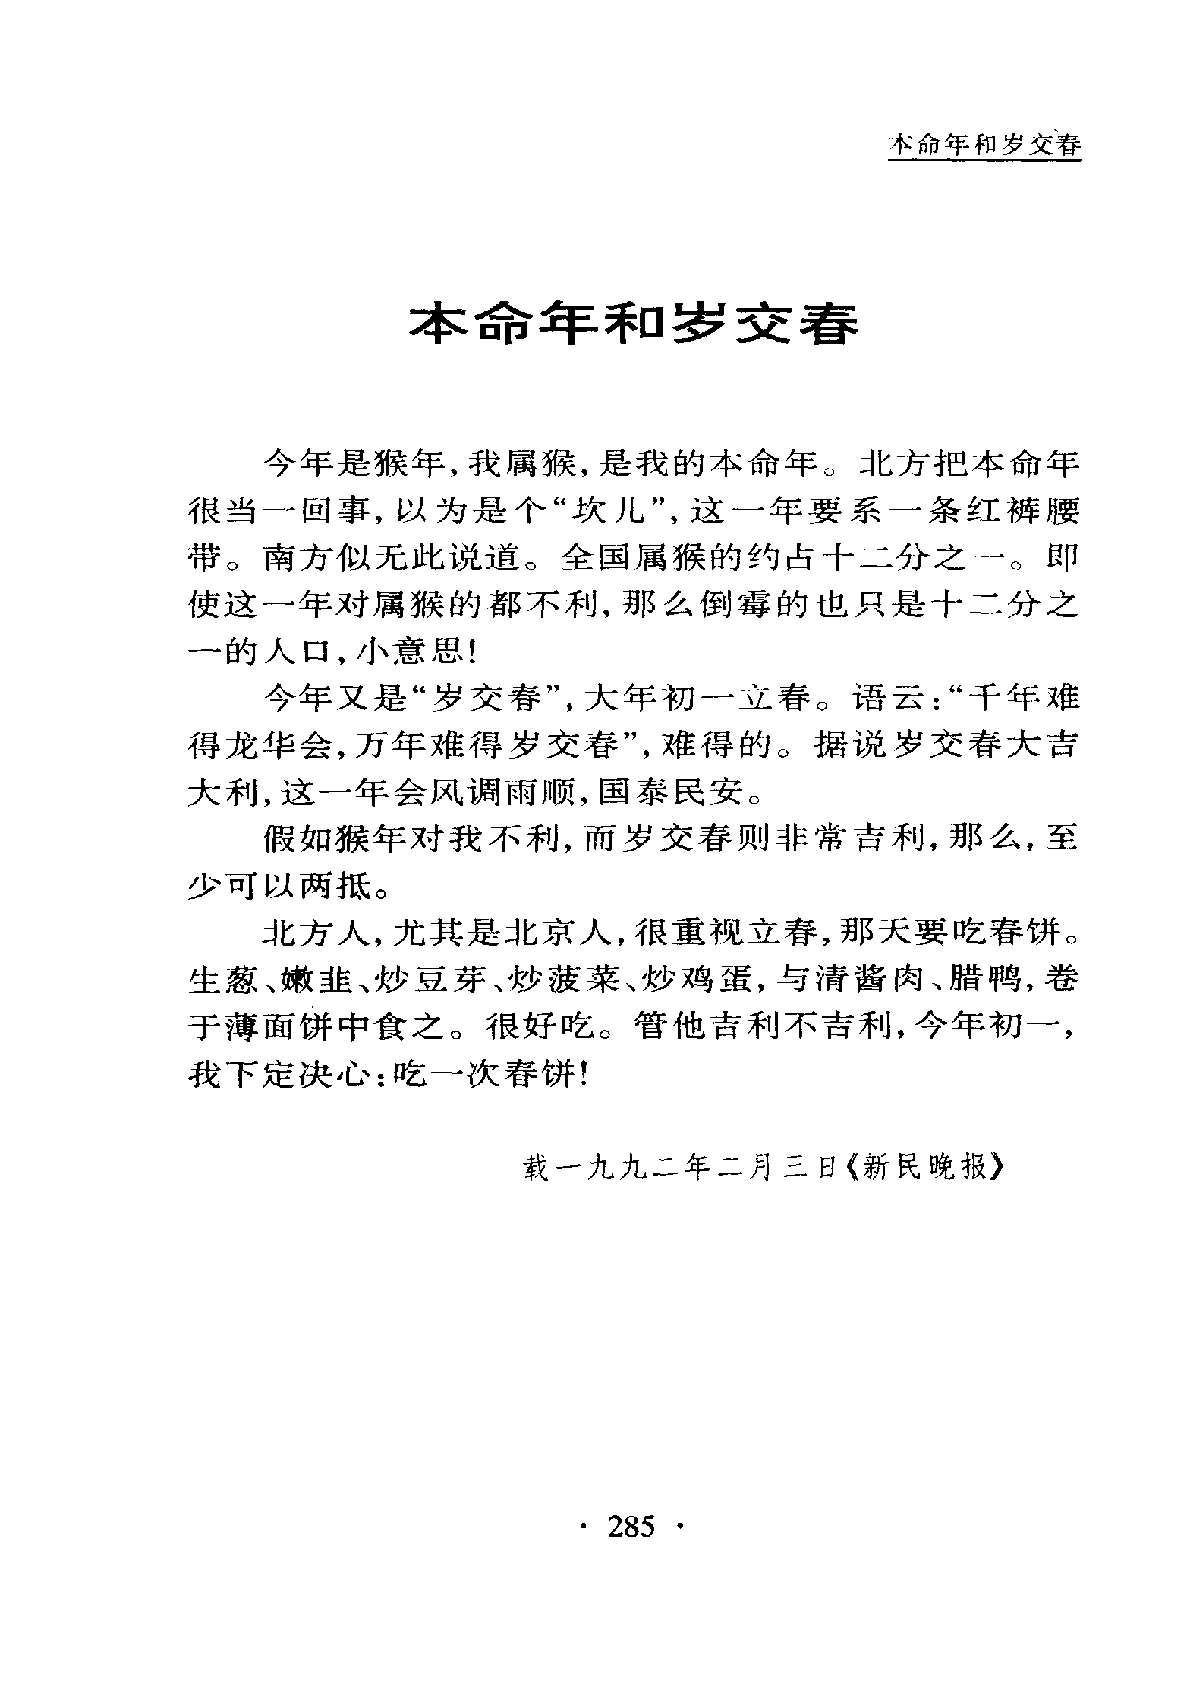 本命年和岁交春
本命年和岁交春
今年是猴年,我属猴,是我的本命年。北方把本命年
很当一回事,以为是个“坎儿”,这一年要系一条红裤腰
带。南方似无此说道。全国属猴的约占十二分之一。即
使这一年对属猴的都不利,那么倒霉的也只是十二分之
一的人口,小意思!
今年又是“岁交春”,大年初一立春。语云:“千年难
得龙华会,万年难得岁交春”,难得的。据说岁交春大吉
大利,这一年会风调雨顺,国泰民安。
假如猴年对我不利,而岁交春则非常吉利,那么,至
少可以两抵。
北方人,尤其是北京人,很重视立春,那天要吃春饼。
生葱、嫩韭、炒豆芽、炒菠菜、炒鸡蛋,与清酱肉、腊鸭,卷
于薄面饼中食之。很好吃。管他吉利不吉利,今年初一,
我下定决心:吃一次春饼!
载一九九二年二月三日《新民晚报》
· 285 ·